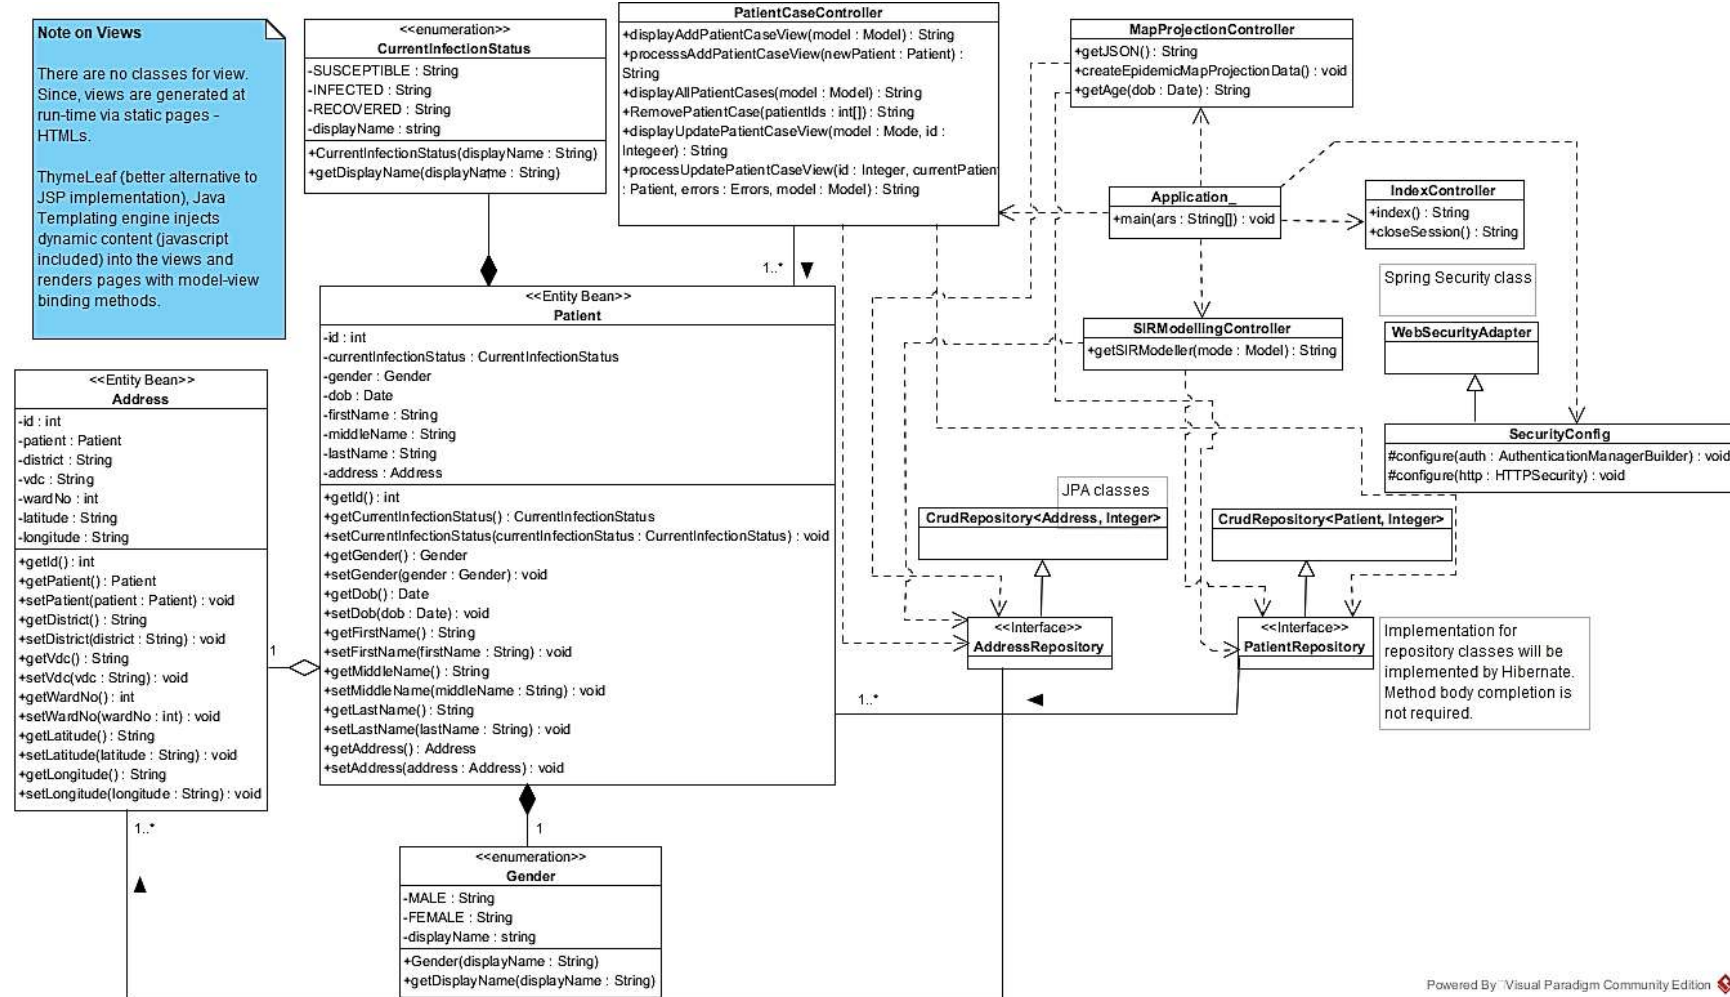 Note on Views
There are no classes for view.
Since, views are generated at
run-time via static pages -
HTMLs.
ThymeLeaf (better alternative to
JSP implementation), Java
Templating engine injects
dynamic content (javascript
included) into the views and
renders pages with model-view
binding methods.
<<enumeration>>
CurrentInfectionStatus
-SUSCEPTIBLE : String
-INFECTED : String
-RECOVERED : String
-displayName : string
+CurrentInfectionStatus(displayName : String)
+getDisplayName(displayName : String)
PatientCaseController
+displayAddPatientCaseView(model : Model) : String
+processsAddPatientCaseView(newPatient : Patient) :
String
+displayAllPatientCases(model : Model) : String
+RemovePatientCase(patientIds : int[]) : String
+displayUpdatePatientCaseView(model : Mode, id :
Integeer) : String
+processUpdatePatientCaseView(id : Integer, currentPatient
: Patient, errors : Errors, model : Model) : String
MapProjectionController
+getJSON() : String
+createEpidemicMapProjectionData() : void
+getAge(dob : Date) : String
Application_
+main(ars : String[]) : void
IndexController
+index() : String
+closeSession() : String
Spring Security class
WebSecurityAdapter
SIRModellingController
+getSIRModeller(mode : Model) : String
SecurityConfig
#configure(auth : AuthenticationManagerBuilder) : void
#configure(http : HTTPSecurity) : void
1..*
<<Entity Bean>>
Patient
-id : int
-currentInfectionStatus : CurrentInfectionStatus
-gender : Gender
-dob : Date
-firstName : String
-middleName : String
-lastName : String
-address : Address
+getId() : int
+getCurrentInfectionStatus() : CurrentInfectionStatus
+setCurrentInfectionStatus(currentInfectionStatus : CurrentInfectionStatus) : void
+getGender() : Gender
+setGender(gender : Gender) : void
+getDob() : Date
+setDob(dob : Date) : void
+getFirstName() : String
+setFirstName(firstName : String) : void
+getMiddleName() : String
+setMiddleName(middleName : String) : void
+getLastName() : String
+setLastName(lastName : String) : void
+getAddress() : Address
+setAddress(address : Address) : void
<<Entity Bean>>
Address
-id : int
-patient : Patient
-district : String
-vdc : String
-wardNo : int
-latitude : String
-longitude : String
+getId() : int
+getPatient() : Patient
+setPatient(patient : Patient) : void
+getDistrict() : String
+setDistrict(district : String) : void
+getVdc() : String
+setVdc(vdc : String) : void
+getWardNo() : int
+setWardNo(wardNo : int) : void
+getLatitude() : String
+setLatitude(latitude : String) : void
+getLongitude() : String
+setLongitude(longitude : String) : void
1
1..*
JPA classes
CrudRepository<Address, Integer>
CrudRepository<Patient, Integer>
<<Interface>>
AddressRepository
<<Interface>>
PatientRepository
Implementation for
repository classes will be
implemented by Hibernate.
Method body completion is
not required.
1..*
1
<<enumeration>>
Gender
-MALE : String
-FEMALE : String
-displayName : string
+Gender(displayName : String)
+getDisplayName(displayName : String)
Powered By Visual Paradigm Community Edition